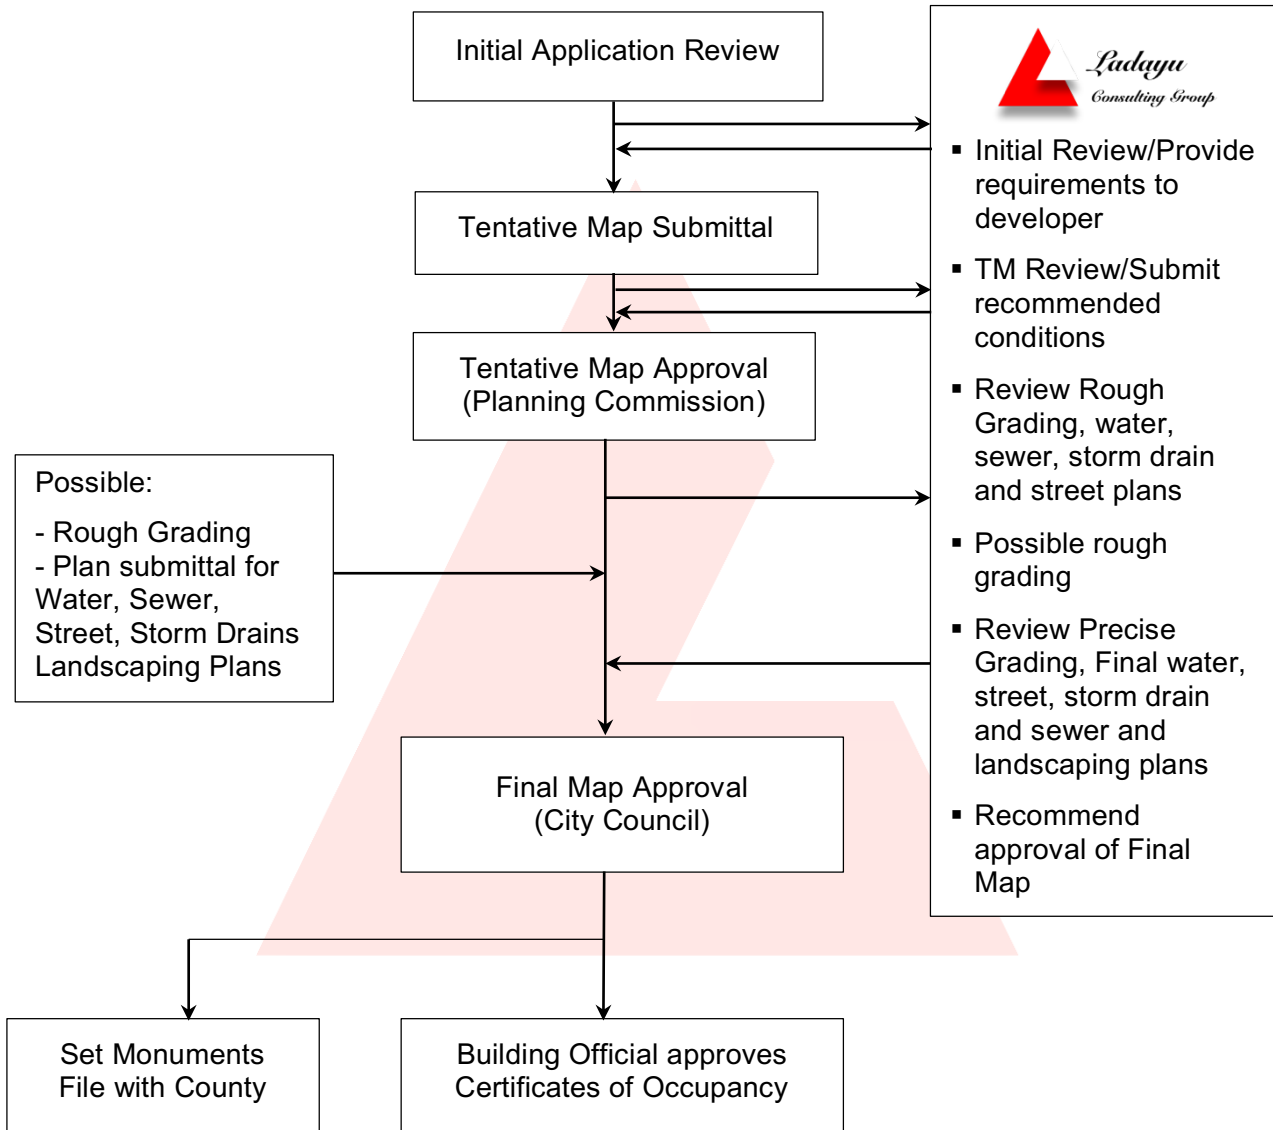 Initial Application Review
Ladayu
Consulting Group
▪ Initial Review/Provide
requirements to
developer
Tentative Map Submittal
▪ TM Review/Submit
recommended
conditions
Tentative Map Approval
(Planning Commission)
▪ Review Rough
Grading, water,
sewer, storm drain
and street plans
Possible:
- Rough Grading
- Plan submittal for
Water, Sewer,
Street, Storm Drains
Landscaping Plans
▪ Possible rough
grading
▪ Review Precise
Grading, Final water,
street, storm drain
and sewer and
landscaping plans
▪ Recommend
approval of Final
Map
Final Map Approval
(City Council)
Set Monuments
File with County
Building Official approves
Certificates of Occupancy